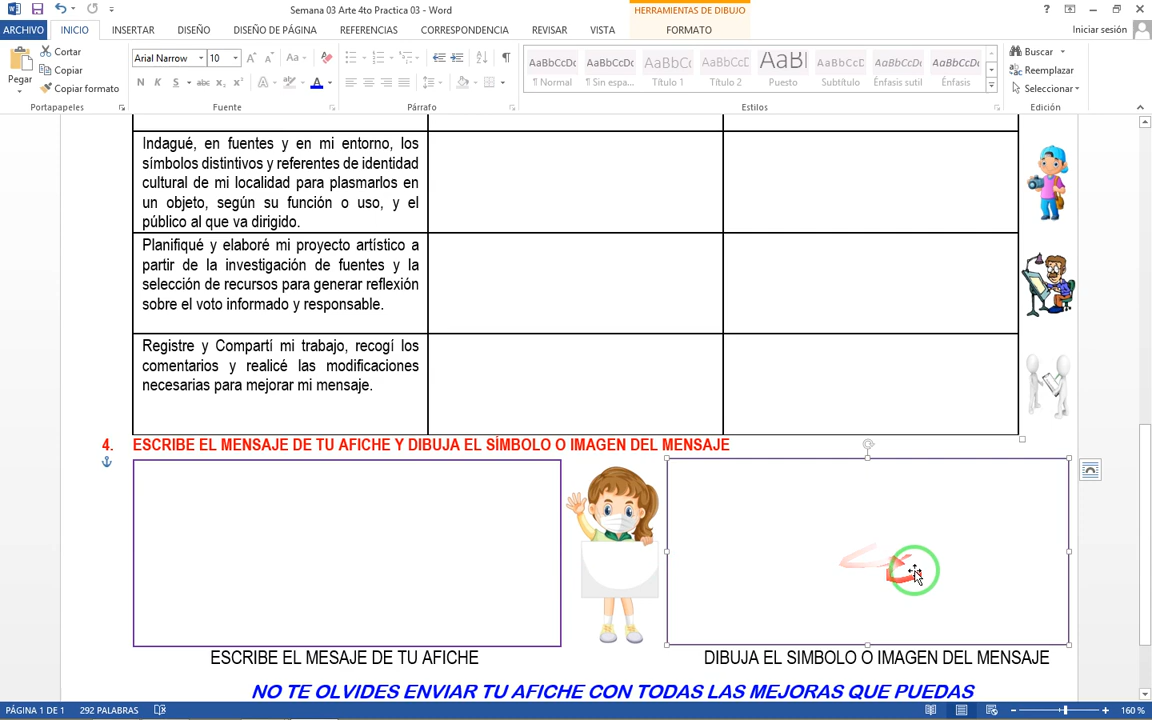 Semana 03 Arte 4to Practica 03 - Word
HERRAMIENTAS DE DIBUJO
ARCHIVO INICIO INSERTAR DISEÑO DISEÑO DE PÁGINA REFERENCIAS CORRESPONDENCIA REVISAR VISTA FORMATO Iniciar sesión
Pegar
Cortar
Copiar
Copiar formato
Portapapeles
Arial Narrow 10
N K S abc
Fuente
Párrafo
AaBbCcDc AaBbCcDc AaBbC AaBbCcC AaBl AaBbCcD AaBbCcDc AaBbCcDc
¶ Normal ¶ Sin espa... Título 1 Título 2 Puesto Subtítulo Énfasis sutil Énfasis
Estilos
Buscar
Reemplazar
Seleccionar
Edición
Indagué, en fuentes y en mi entorno, los
símbolos distintivos y referentes de identidad
cultural de mi localidad para plasmarlos en
un objeto, según su función o uso, y el
público al que va dirigido.
Planifiqué y elaboré mi proyecto artístico a
partir de la investigación de fuentes y la
selección de recursos para generar reflexión
sobre el voto informado y responsable.
Registre y Compartí mi trabajo, recogí los
comentarios y realicé las modificaciones
necesarias para mejorar mi mensaje.
4. ESCRIBE EL MENSAJE DE TU AFICHE Y DIBUJA EL SÍMBOLO O IMAGEN DEL MENSAJE
ESCRIBE EL MESAJE DE TU AFICHE
DIBUJA EL SIMBOLO O IMAGEN DEL MENSAJE
NO TE OLVIDES ENVIAR TU AFICHE CON TODAS LAS MEJORAS QUE PUEDAS
PÁGINA 1 DE 1 292 PALABRAS 160 %